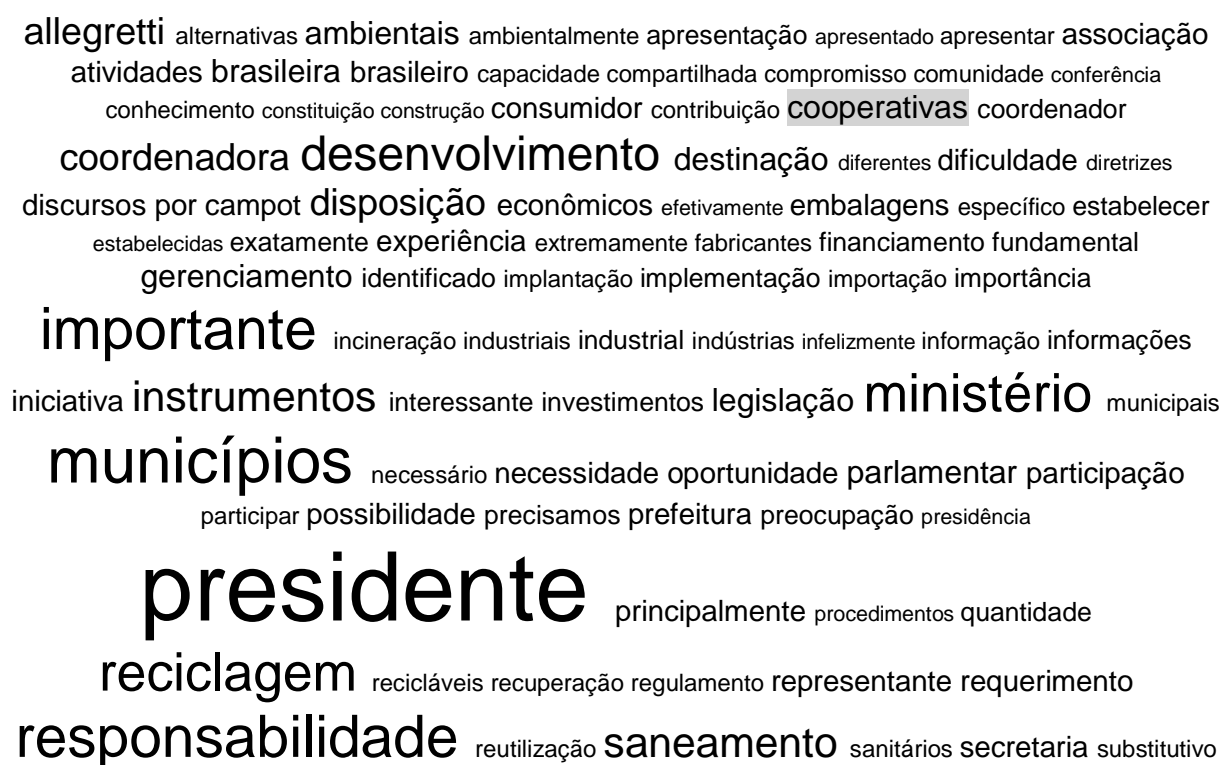 allegretti alternativas ambientais ambientalmente apresentação apresentado apresentar associação
atividades brasileira brasileiro capacidade compartilhada compromisso comunidade conferência
conhecimento constituição construção consumidor contribuição cooperativas coordenador
coordenadora desenvolvimento destinação diferentes dificuldade diretrizes
discursos por campot disposição econômicos efetivamente embalagens específico estabelecer
estabelecidas exatamente experiência extremamente fabricantes financiamento fundamental
gerenciamento identificado implantação implementação importação importância
importante incineração industriais industrial indústrias infelizmente informação informações
iniciativa instrumentos interessante investimentos legislação ministério municipais
municípios necessário necessidade oportunidade parlamentar participação
participar possibilidade precisamos prefeitura preocupação presidência
presidente principalmente procedimentos quantidade
reciclagem recicláveis recuperação regulamento representante requerimento
responsabilidade reutilização saneamento sanitários secretaria substitutivo